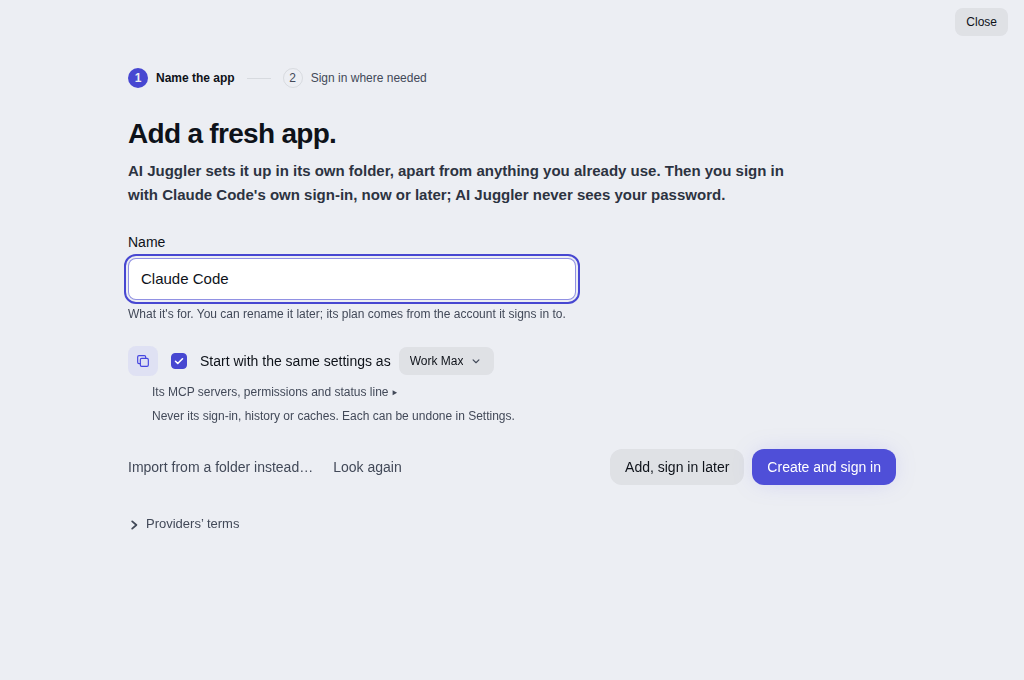 Close
1 Name the app 2 Sign in where needed
Add a fresh app.
AI Juggler sets it up in its own folder, apart from anything you already use. Then you sign in
with Claude Code's own sign-in, now or later; AI Juggler never sees your password.
Name
Claude Code
What it's for. You can rename it later; its plan comes from the account it signs in to.
Start with the same settings as Work Max
Its MCP servers, permissions and status line ▸
Never its sign-in, history or caches. Each can be undone in Settings.
Import from a folder instead… Look again Add, sign in later Create and sign in
Providers' terms